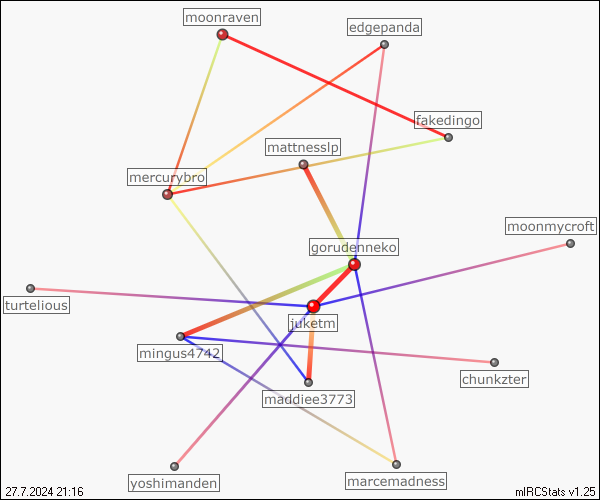 moonraven
edgepanda
fakedingo
mattnesslp
mercurybro
moonmycroft
gorudenneko
turtelious
juketm
mingus4742
chunkzter
maddiee3773
yoshimanden
marcemadness
27.7.2024 21:16
mIRCStats v1.25